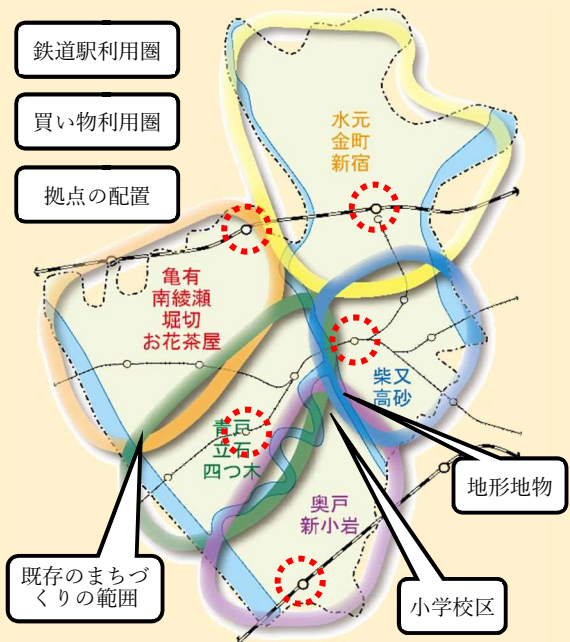 鉄道駅利用圏
買い物利用圏
拠点の配置
水元
金町
新宿
亀有
南綾瀬
堀切
お花茶屋
柴又
高砂
青戸
立石
四つ木
奥戸
新小岩
地形地物
既存のまちづ
くりの範囲
小学校区